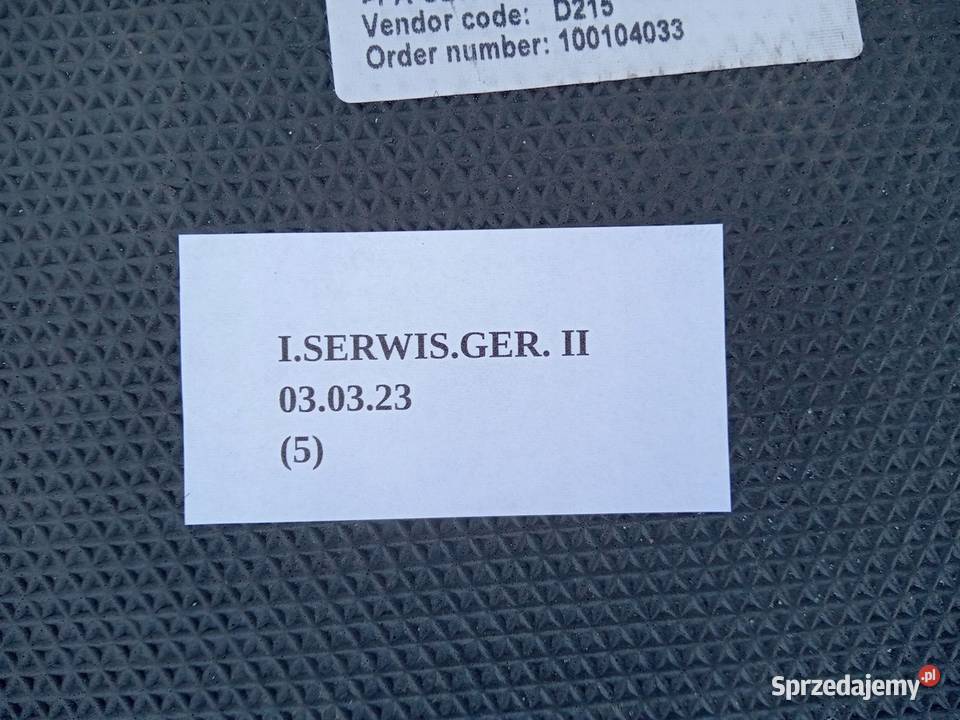 Vendor code: D215
Order number: 100104033
I.SERWIS.GER. II
03.03.23
(5)
Sprzedajemy.pl